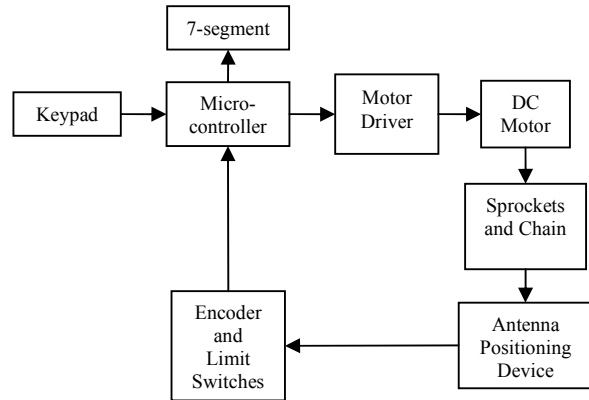 7-segment
Keypad
Micro-
controller
Motor
Driver
DC
Motor
Sprockets
and Chain
Encoder
and
Limit
Switches
Antenna
Positioning
Device